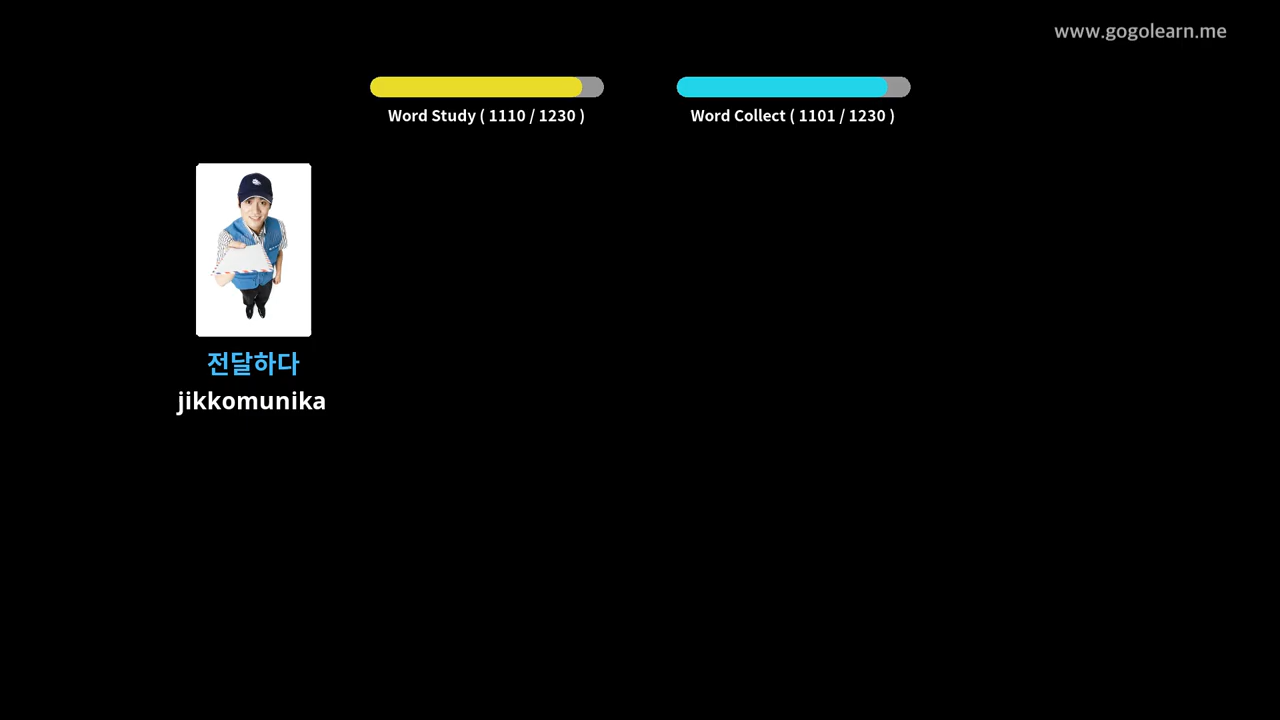 www.gogolearn.me
Word Study ( 1110 / 1230 )
Word Collect ( 1101 / 1230 )
전달하다
jikkomunika